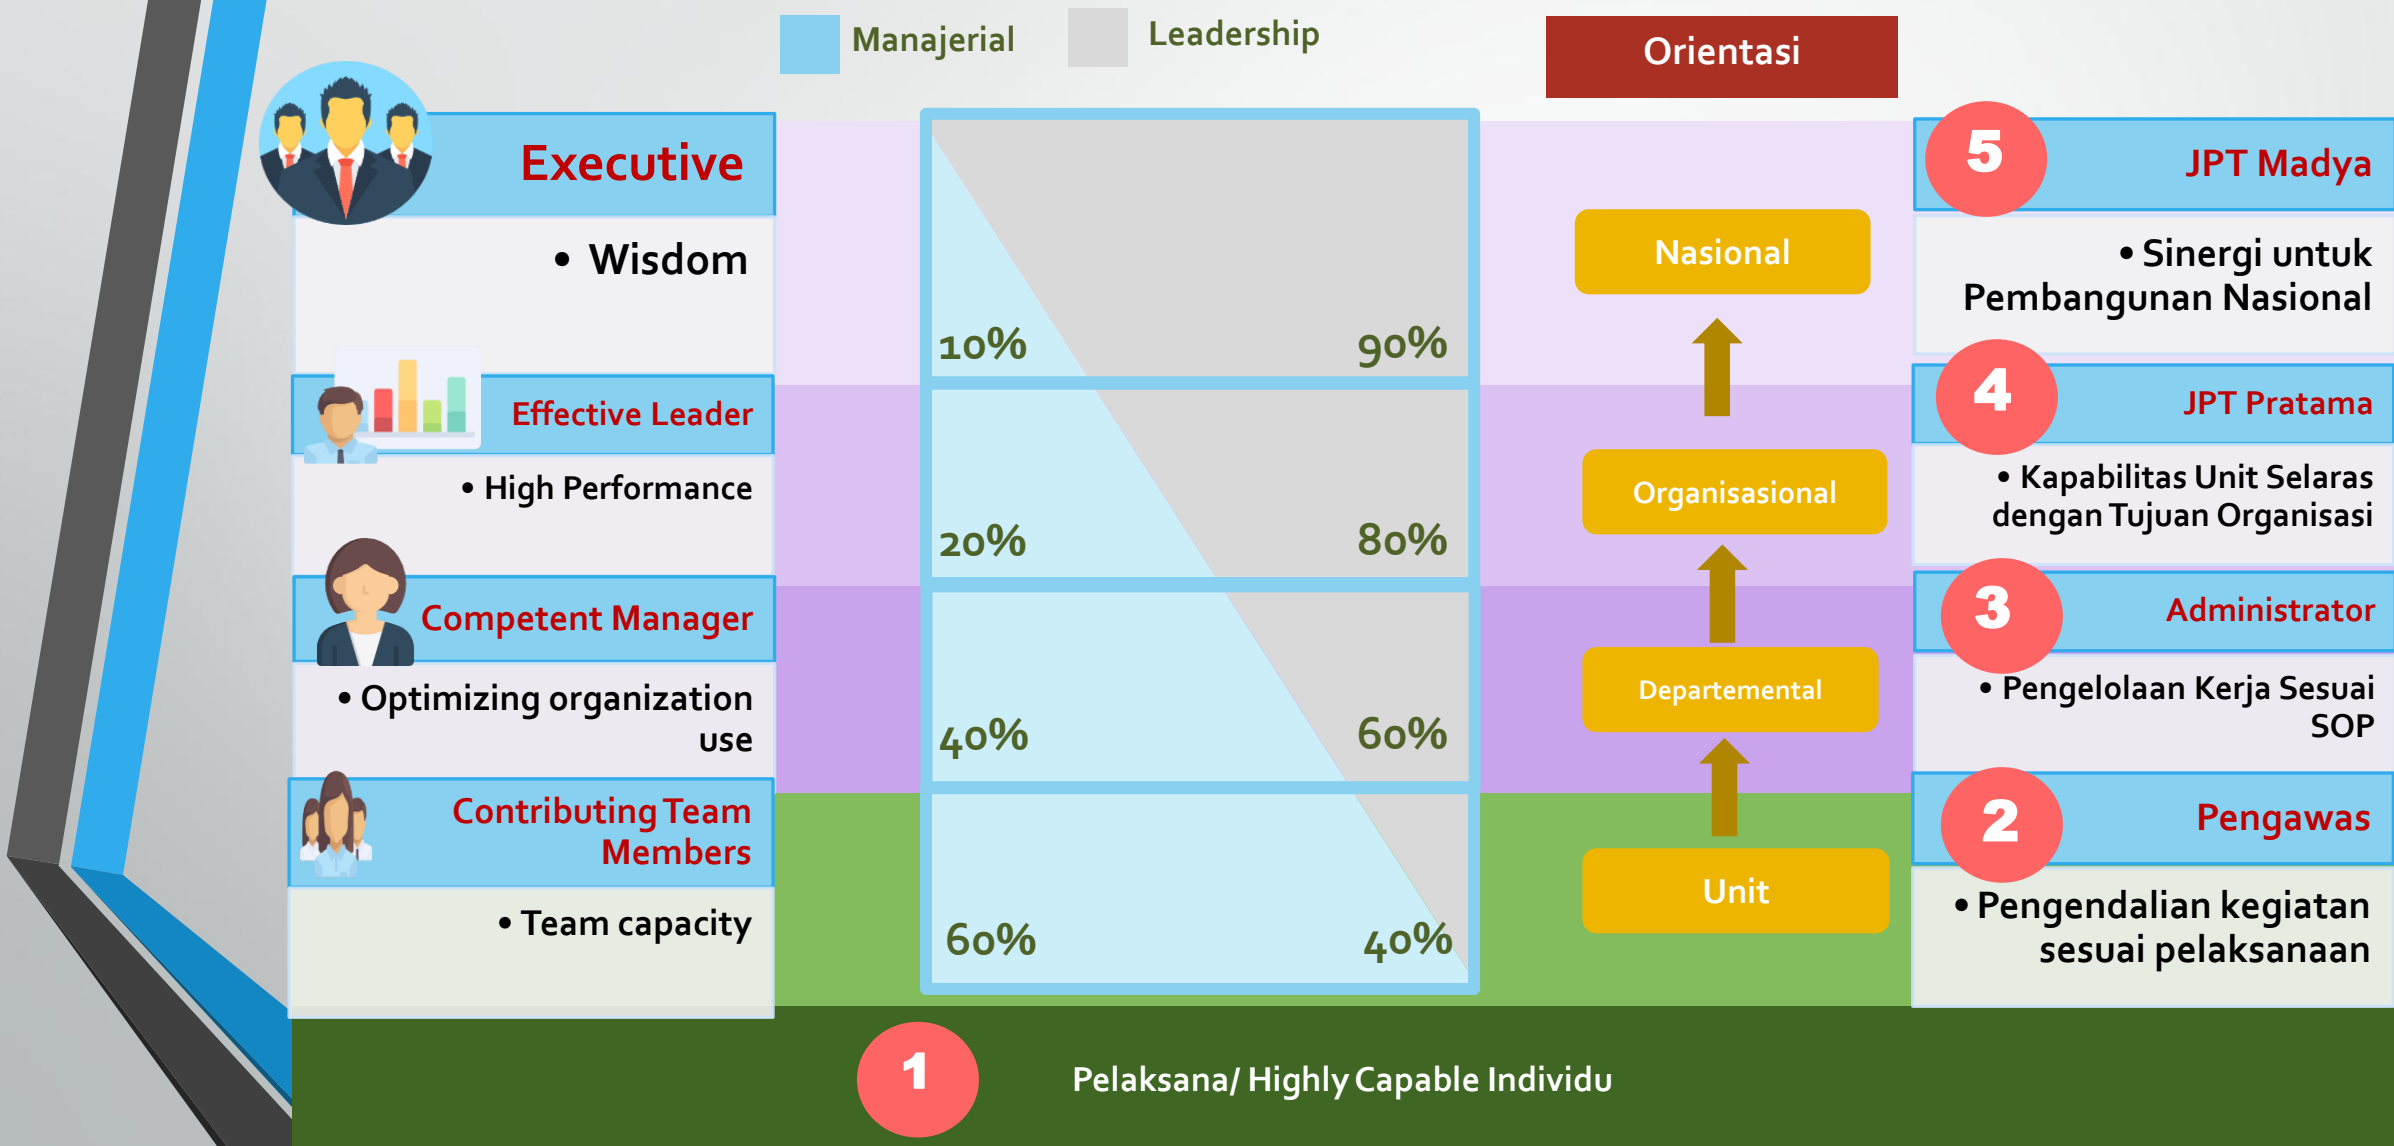 Manajerial
Leadership
Orientasi
Executive
• Wisdom
10%
90%
Nasional
5
JPT Madya
• Sinergi untuk
Pembangunan Nasional
Effective Leader
• High Performance
20%
80%
Organisasional
4
JPT Pratama
• Kapabilitas Unit Selaras
dengan Tujuan Organisasi
Competent Manager
• Optimizing organization
use
40%
60%
Departemental
3
Administrator
• Pengelolaan Kerja Sesuai
SOP
Contributing Team
Members
• Team capacity
60%
40%
Unit
2
Pengawas
• Pengendalian kegiatan
sesuai pelaksanaan
1
Pelaksana/ Highly Capable Individu